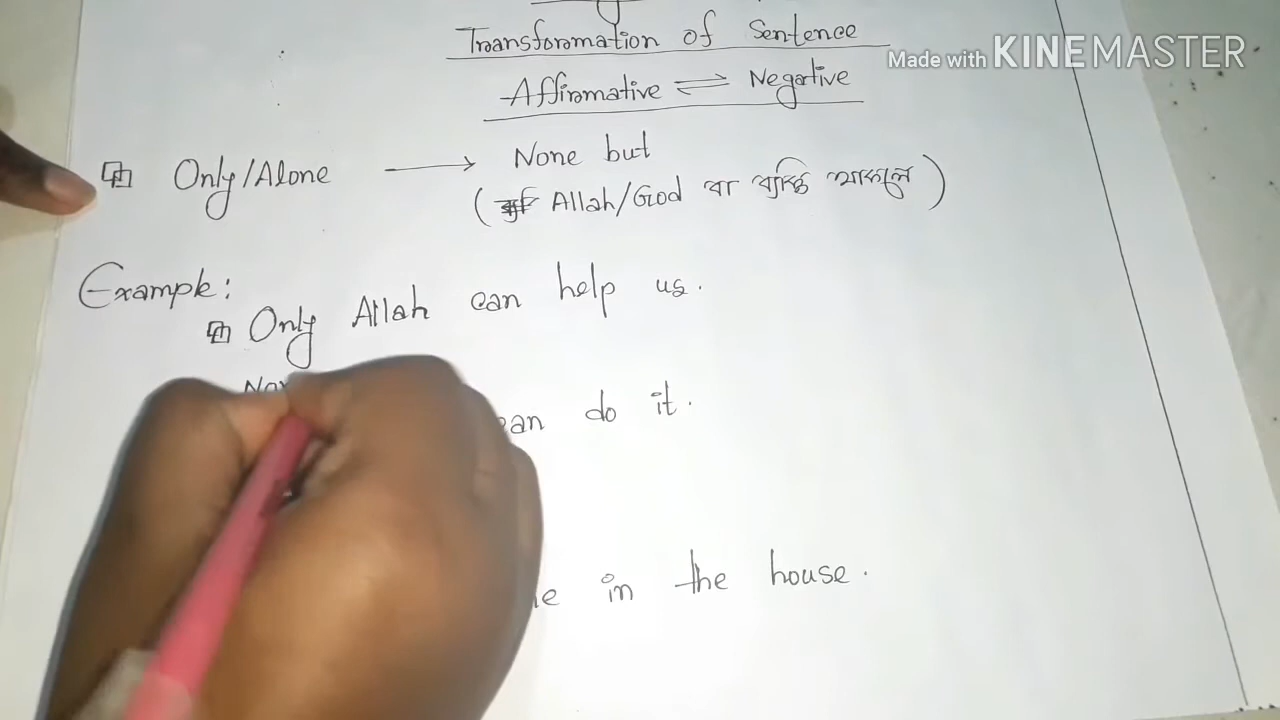 Transformation of Sentence
Made with KINEMASTER
Affirmative ⇌ Negative
Only/Alone → None but
( Allah/God বা ব্যক্তি থাকলে )
Example:
Only Allah can help us.
can do it.
in the house.